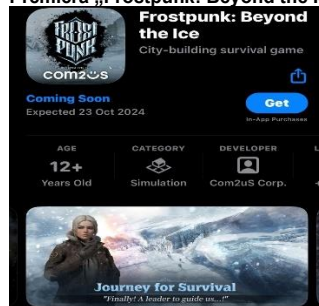 FROST
PUNK
com2us
Frostpunk: Beyond
the Ice
City-building survival game
Coming Soon
Expected 23 Oct 2024
Get
In-App Purchases
AGE
CATEGORY
DEVELOPER
12+
Years Old
Simulation
Com2uS Corp.
Journey for Survival
"Finally! A leader to guide us...!"